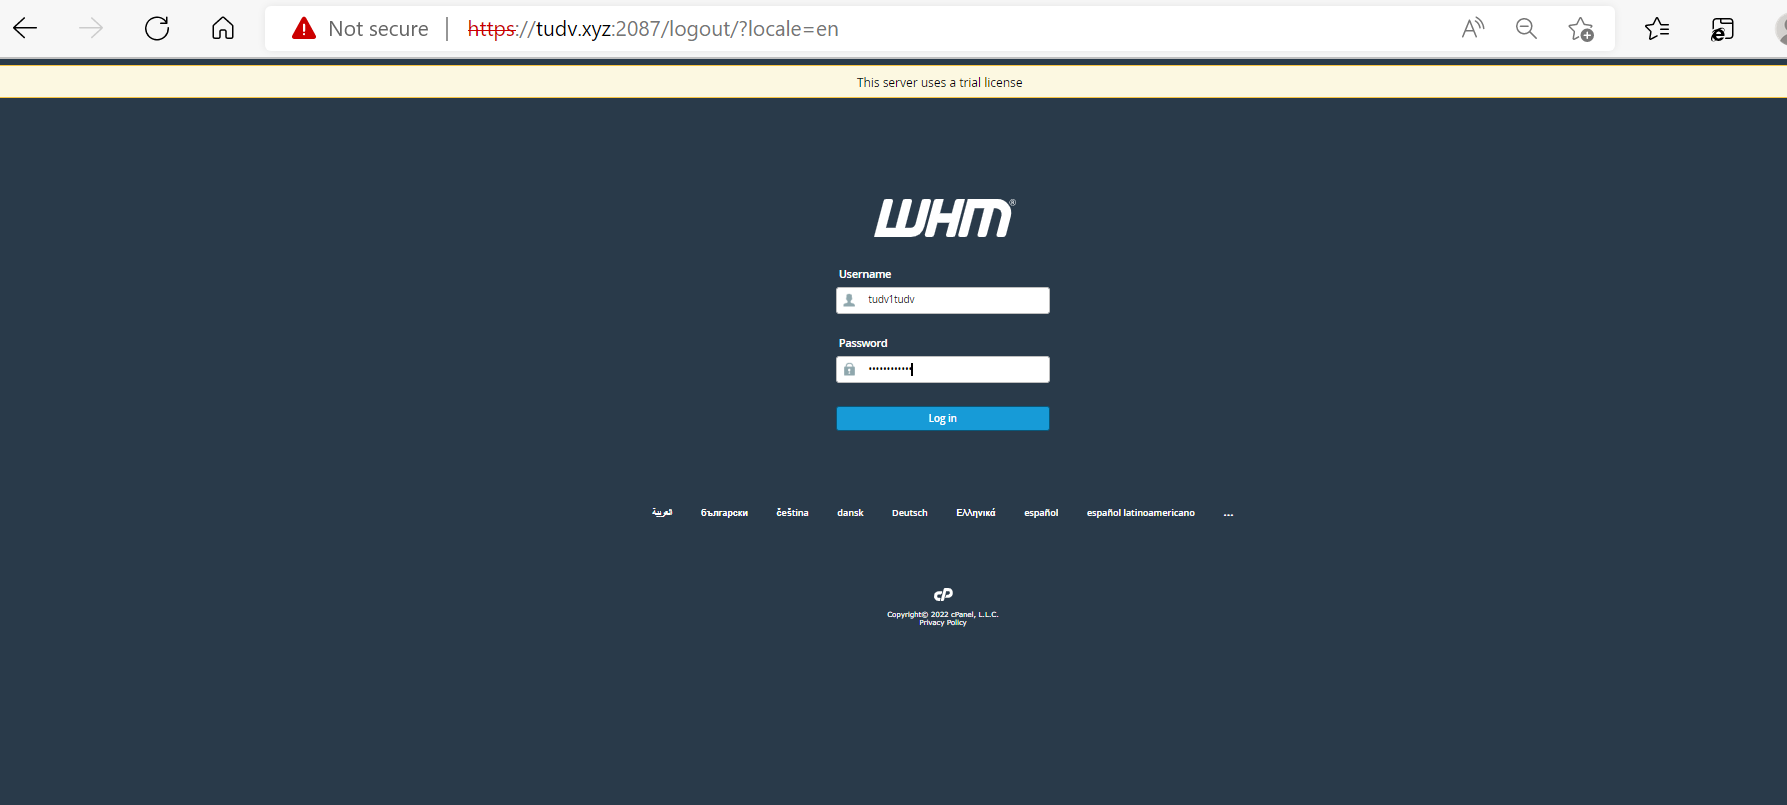 Not secure https://tudv.xyz:2087/logout/?locale=en
This server uses a trial license
WHM®
Username
tudv1tudv
Password
••••••••••••
Log in
العربية български čeština dansk Deutsch Ελληνικά español español latinoamericano ...
cP
Copyright© 2022 cPanel, L.L.C.
Privacy Policy